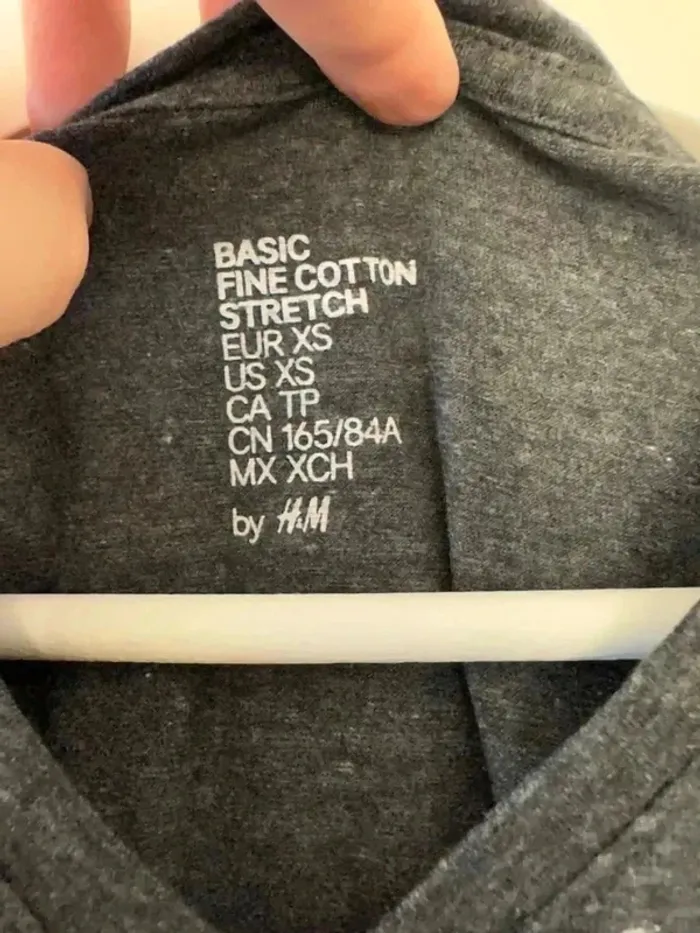 BASIC
FINE COTTON
STRETCH
EUR XS
US XS
CA TP
CN 165/84A
MX XCH
by H&M